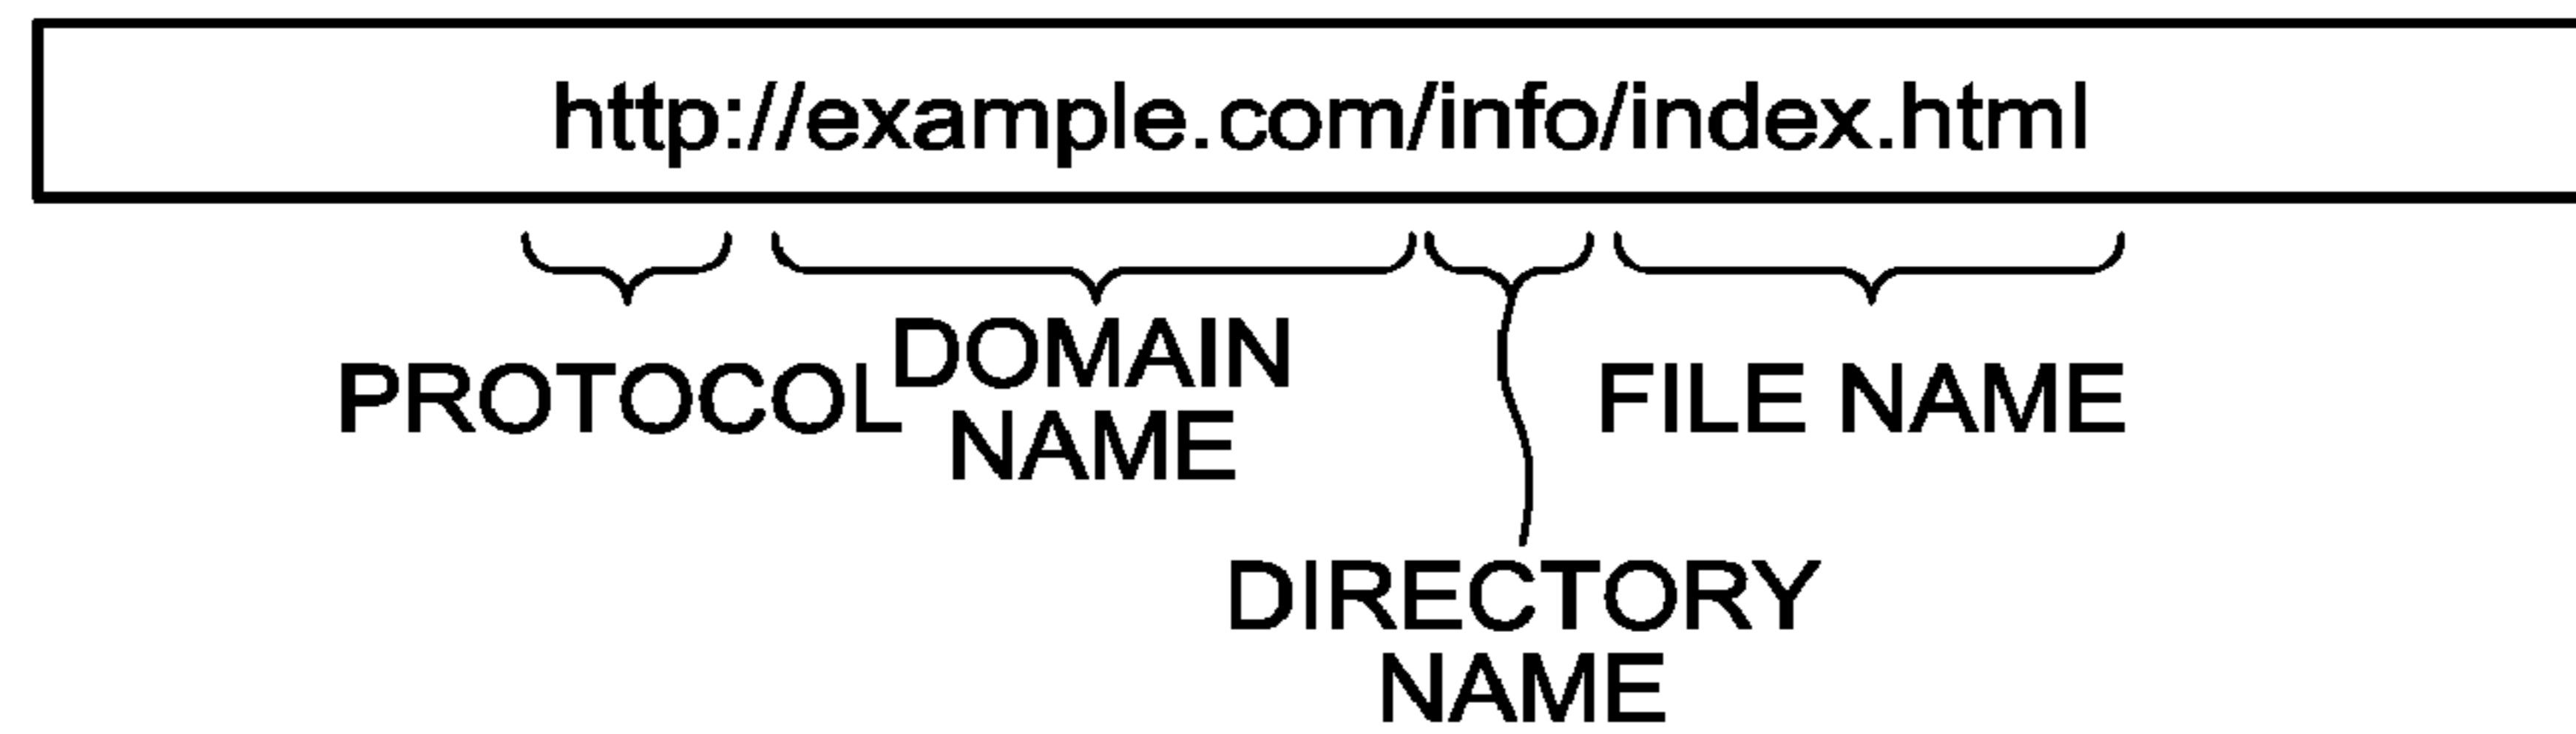 http://example.com/info/index.html
PROTOCOL
DOMAIN
NAME
DIRECTORY
NAME
FILE NAME